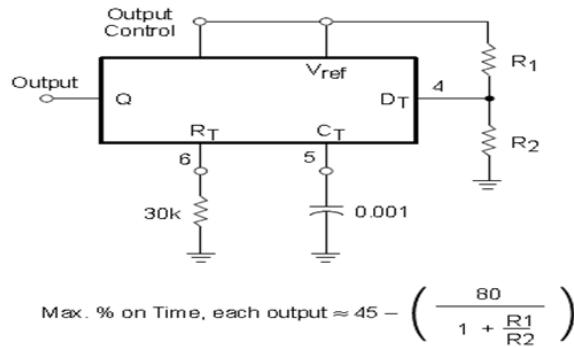 Output
Control
Output
Q
Vref
DT
4
R1
R2
RT
CT
6
5
30k
0.001
Max. % on Time, each output ≈ 45 – ( 80 / 1 + R1/R2 )